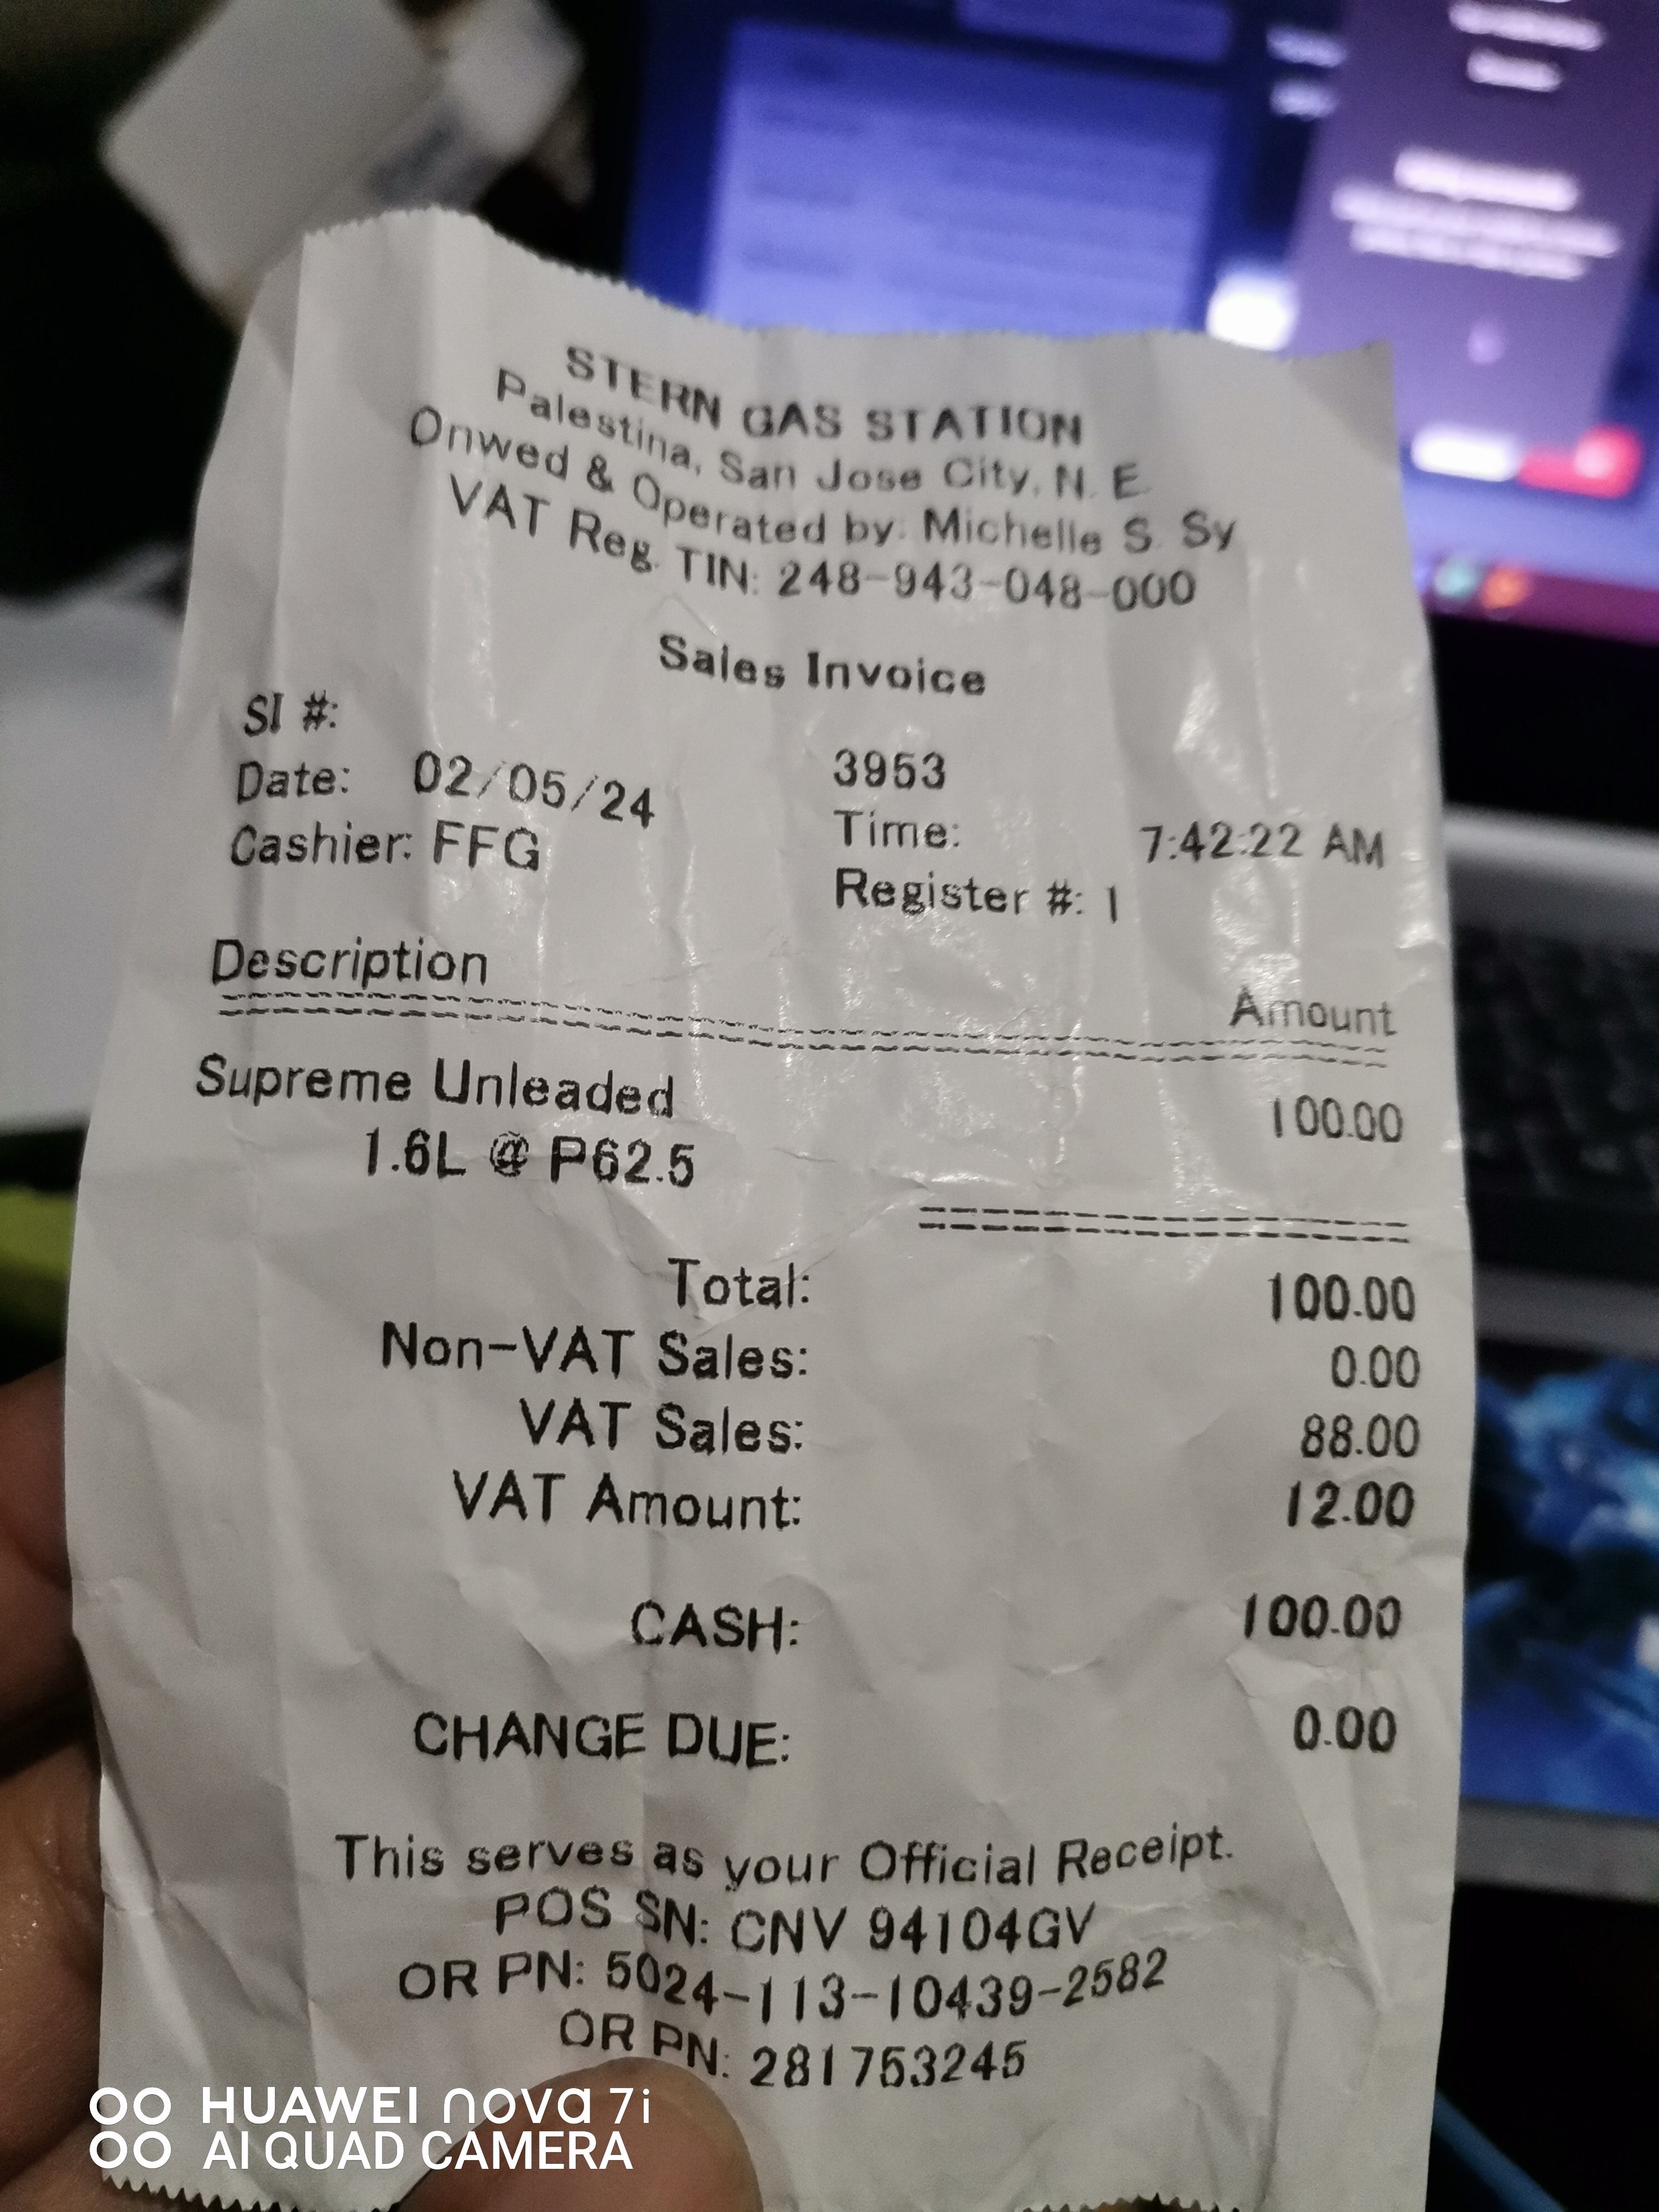 STERN GAS STATION
Palestina, San Jose City, N. E.
Onwed & Operated by: Michelle S. Sy
VAT Reg. TIN: 248-943-048-000
Sales Invoice
SI #: 3953
Date: 02/05/24 Time: 7:42:22 AM
Cashier: FFG Register #: 1
Description Amount
Supreme Unleaded 100.00
1.6L @ P62.5
Total: 100.00
Non-VAT Sales: 0.00
VAT Sales: 88.00
VAT Amount: 12.00
CASH: 100.00
CHANGE DUE: 0.00
This serves as your Official Receipt.
POS SN: CNV 94104GV
OR PN: 5024-113-10439-2582
OR PN: 281753245
HUAWEI nova 7i
AI QUAD CAMERA